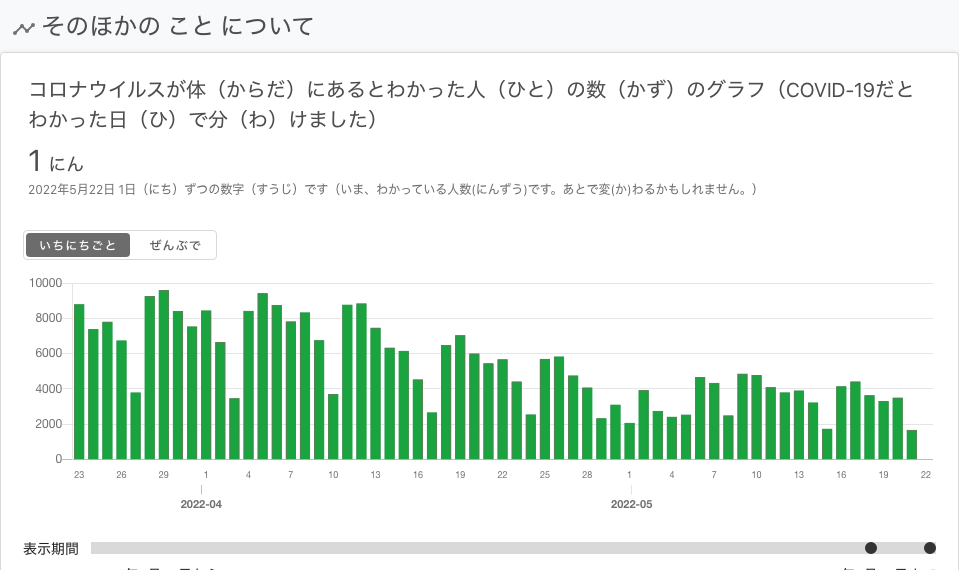 そのほかの こと について
コロナウイルスが体（からだ）にあるとわかった人（ひと）の数（かず）のグラフ（COVID-19だと
わかった日（ひ）で分（わ）けました）
1 にん
2022年5月22日 1日（にち）ずつの数字（すうじ）です（いま、わかっている人数(にんずう)です。あとで変(か)わるかもしれません。）
いちにちごと ぜんぶで
10000
8000
6000
4000
2000
0
23 26 29 1 4 7 10 13 16 19 22 25 28 1 4 7 10 13 16 19 22
2022-04 2022-05
表示期間